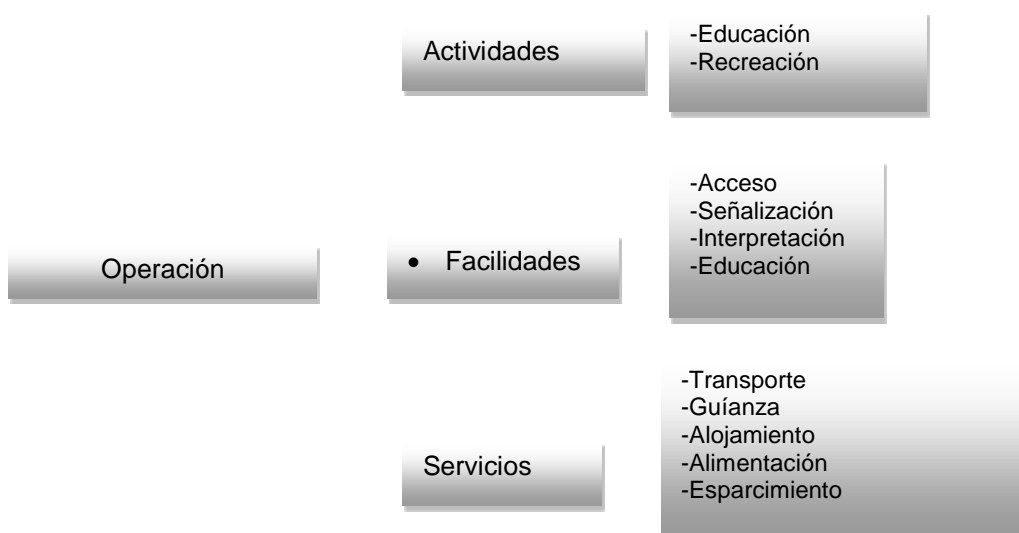 Actividades
-Educación
-Recreación
Operación
• Facilidades
-Acceso
-Señalización
-Interpretación
-Educación
Servicios
-Transporte
-Guíanza
-Alojamiento
-Alimentación
-Esparcimiento